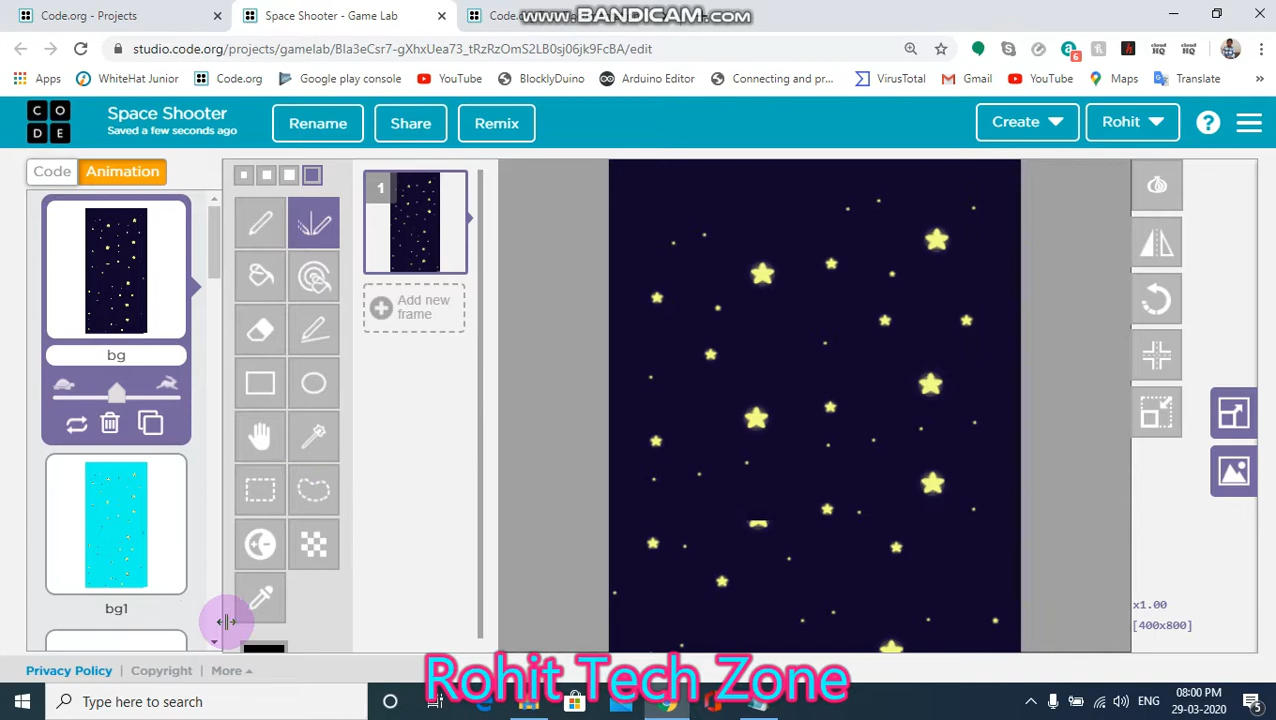 Code.org - Projects
Space Shooter - Game Lab
www.BANDICAM.com
studio.code.org/projects/gamelab/Bla3eCsr7-gXhxUea73_tRzRzOmS2LB0sj06jk9FcBA/edit
6
Apps
WhiteHat Junior
Code.org
Google play console
YouTube
BlocklyDuino
Arduino Editor
Connecting and pr...
VirusTotal
Gmail
YouTube
Maps
Translate
»
CODE
Space Shooter
Saved a few seconds ago
Rename
Share
Remix
Create
Rohit
?
Code
Animation
1
Add new
frame
bg
bg1
x1.00
[400x800]
Privacy Policy
Copyright
More
Rohit Tech Zone
Type here to search
ENG
08:00 PM
29-03-2020
5